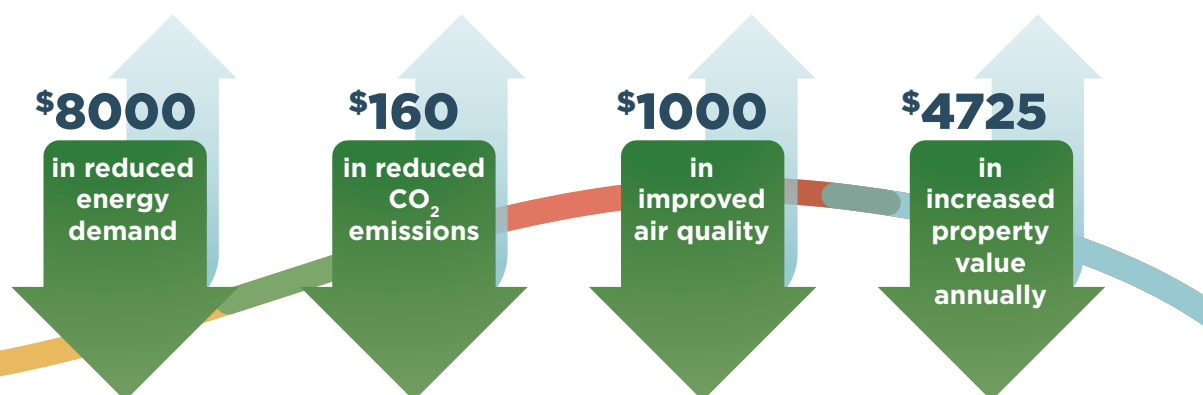 $8000
in reduced
energy
demand
$160
in reduced
CO₂
emissions
$1000
in
improved
air quality
$4725
in
increased
property
value
annually